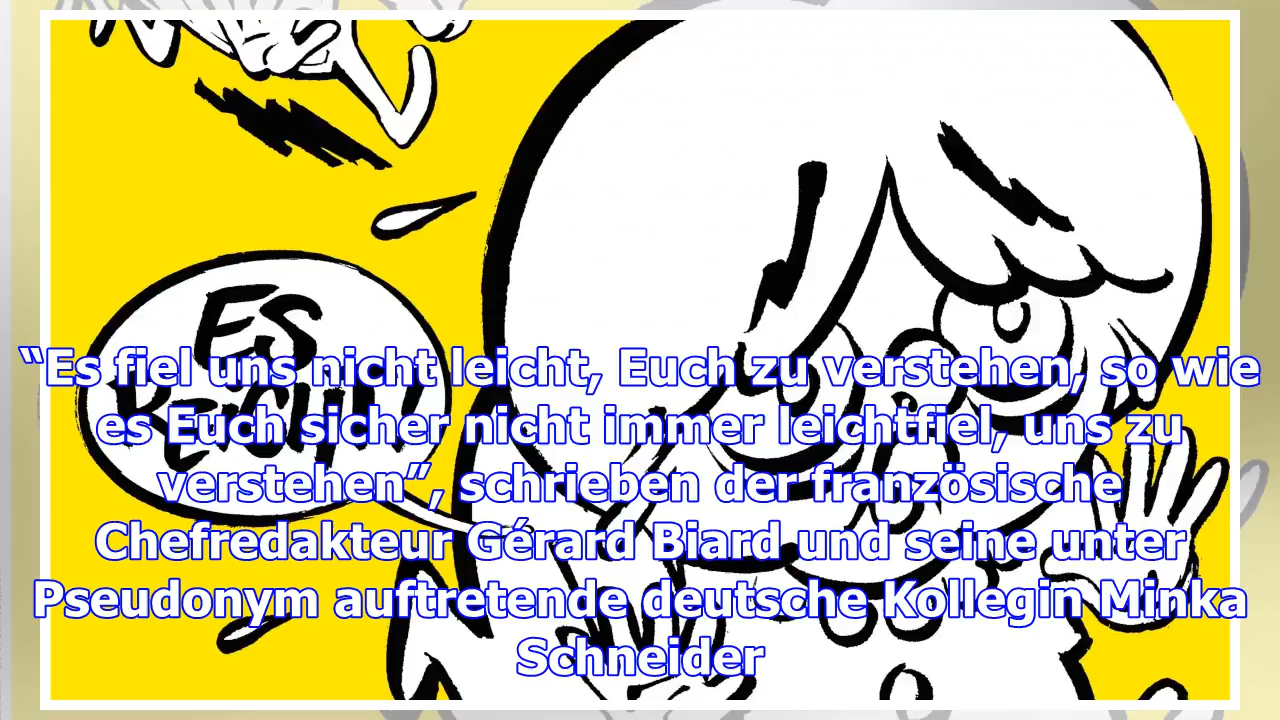 ES
REICHT!
“Es fiel uns nicht leicht, Euch zu verstehen, so wie
es Euch sicher nicht immer leichtfiel, uns zu
verstehen”, schrieben der französische
Chefredakteur Gérard Biard und seine unter
Pseudonym auftretende deutsche Kollegin Minka
Schneider